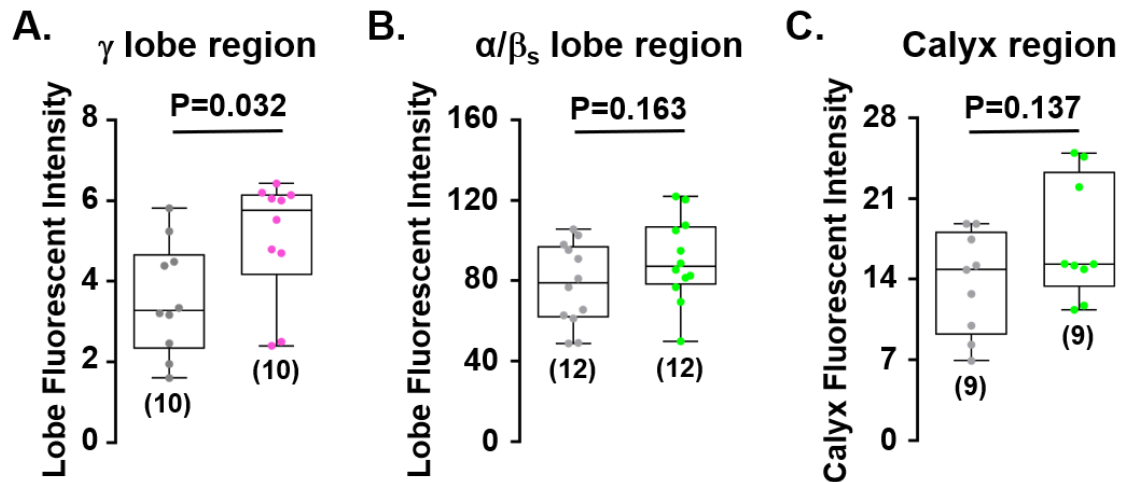 A.
γ lobe region
P=0.032
Lobe Fluorescent Intensity
8
6
4
2
0
(10)
(10)
B.
α/βs lobe region
P=0.163
Lobe Fluorescent Intensity
160
120
80
40
0
(12)
(12)
C.
Calyx region
P=0.137
Calyx Fluorescent Intensity
28
21
14
7
0
(9)
(9)